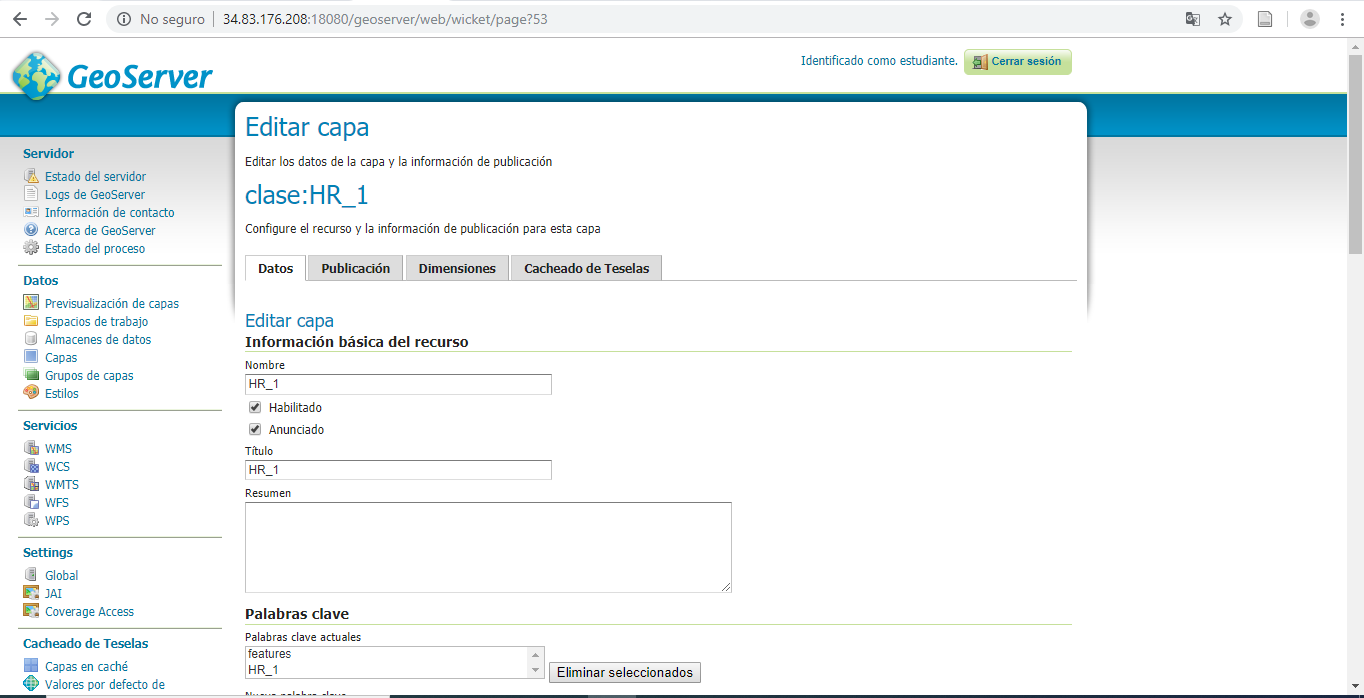 No seguro
34.83.176.208:18080/geoserver/web/wicket/page?53
GeoServer
Identificado como estudiante.
Cerrar sesión
Servidor
Estado del servidor
Logs de GeoServer
Información de contacto
Acerca de GeoServer
Estado del proceso
Datos
Previsualización de capas
Espacios de trabajo
Almacenes de datos
Capas
Grupos de capas
Estilos
Servicios
WMS
WCS
WMTS
WFS
WPS
Settings
Global
JAI
Coverage Access
Cacheado de Teselas
Capas en caché
Valores por defecto de
Editar capa
Editar los datos de la capa y la información de publicación
clase:HR_1
Configure el recurso y la información de publicación para esta capa
Datos
Publicación
Dimensiones
Cacheado de Teselas
Editar capa
Información básica del recurso
Nombre
HR_1
Habilitado
Anunciado
Título
HR_1
Resumen
Palabras clave
Palabras clave actuales
features
HR_1
Eliminar seleccionados
Nueva palabra clave